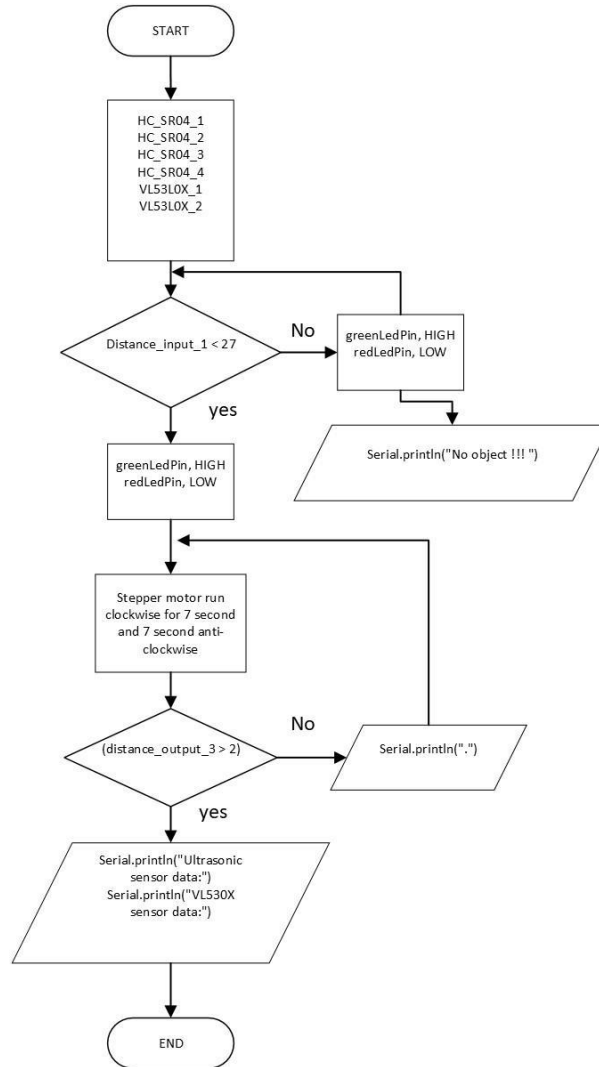 START
HC_SR04_1
HC_SR04_2
HC_SR04_3
HC_SR04_4
VL53L0X_1
VL53L0X_2
Distance_input_1 < 27
No
greenLedPin, HIGH
redLedPin, LOW
Serial.println("No object !!! ")
yes
greenLedPin, HIGH
redLedPin, LOW
Stepper motor run
clockwise for 7 second
and 7 second anti-
clockwise
(distance_output_3 > 2)
No
Serial.println(".")
yes
Serial.println("Ultrasonic
sensor data:")
Serial.println("VL530X
sensor data:")
END